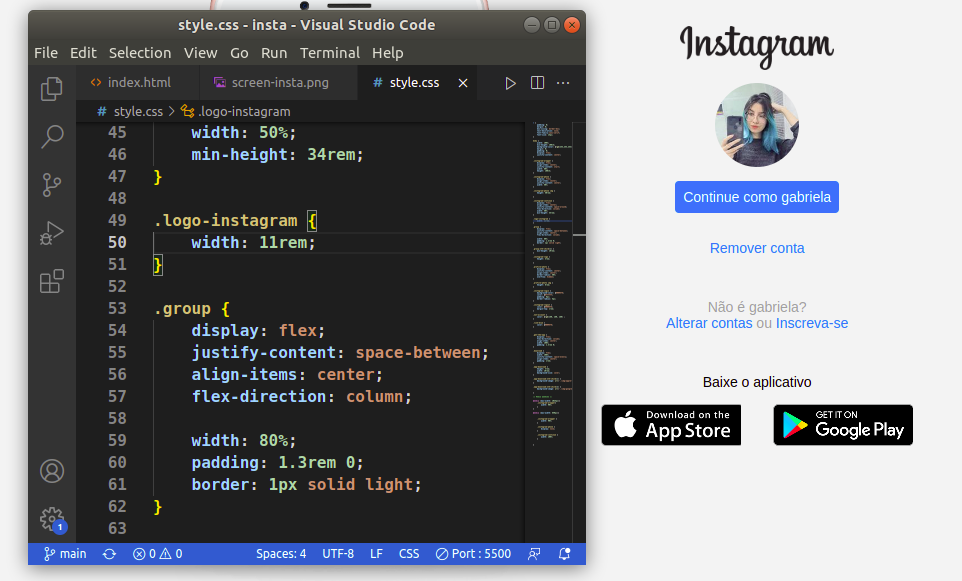 style.css - insta - Visual Studio Code
File Edit Selection View Go Run Terminal Help
index.html screen-insta.png # style.css
# style.css > .logo-instagram
45 width: 50%;
46 min-height: 34rem;
47 }
48
49 .logo-instagram {
50 width: 11rem;
51 }
52
53 .group {
54 display: flex;
55 justify-content: space-between;
56 align-items: center;
57 flex-direction: column;
58
59 width: 80%;
60 padding: 1.3rem 0;
61 border: 1px solid light;
62 }
63
1
main 0 0 Spaces: 4 UTF-8 LF CSS Port : 5500
Instagram
Continue como gabriela
Remover conta
Não é gabriela?
Alterar contas ou Inscreva-se
Baixe o aplicativo
Download on the
App Store
GET IT ON
Google Play